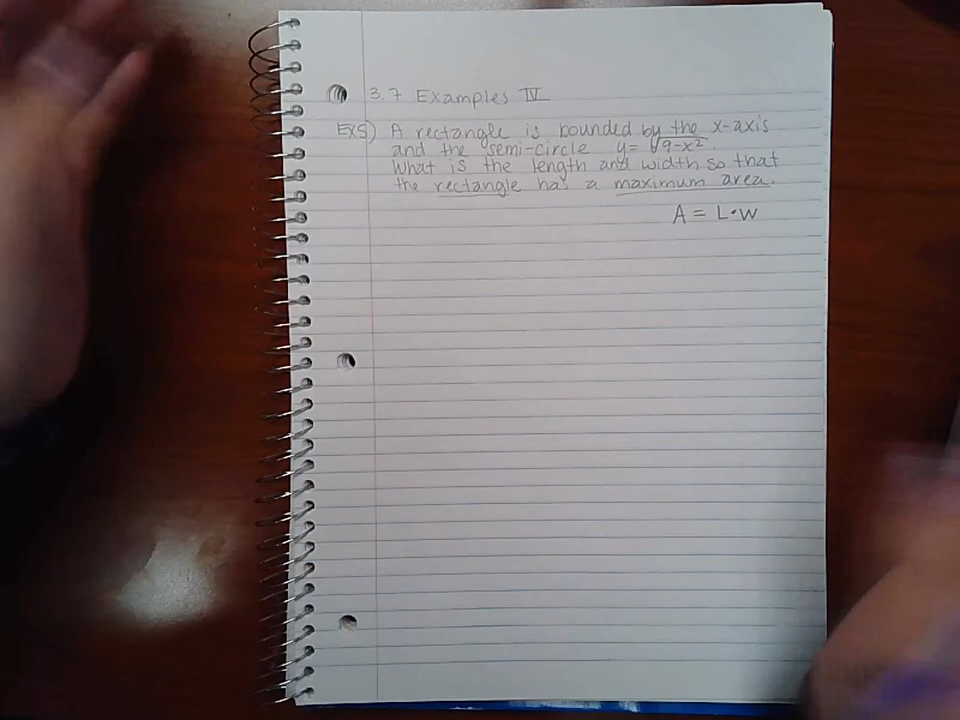 3.7 Examples IV
EX5) A rectangle is bounded by the x-axis
and the semi-circle y= √9-x².
What is the length and width so that
the rectangle has a maximum area.
A = L•W